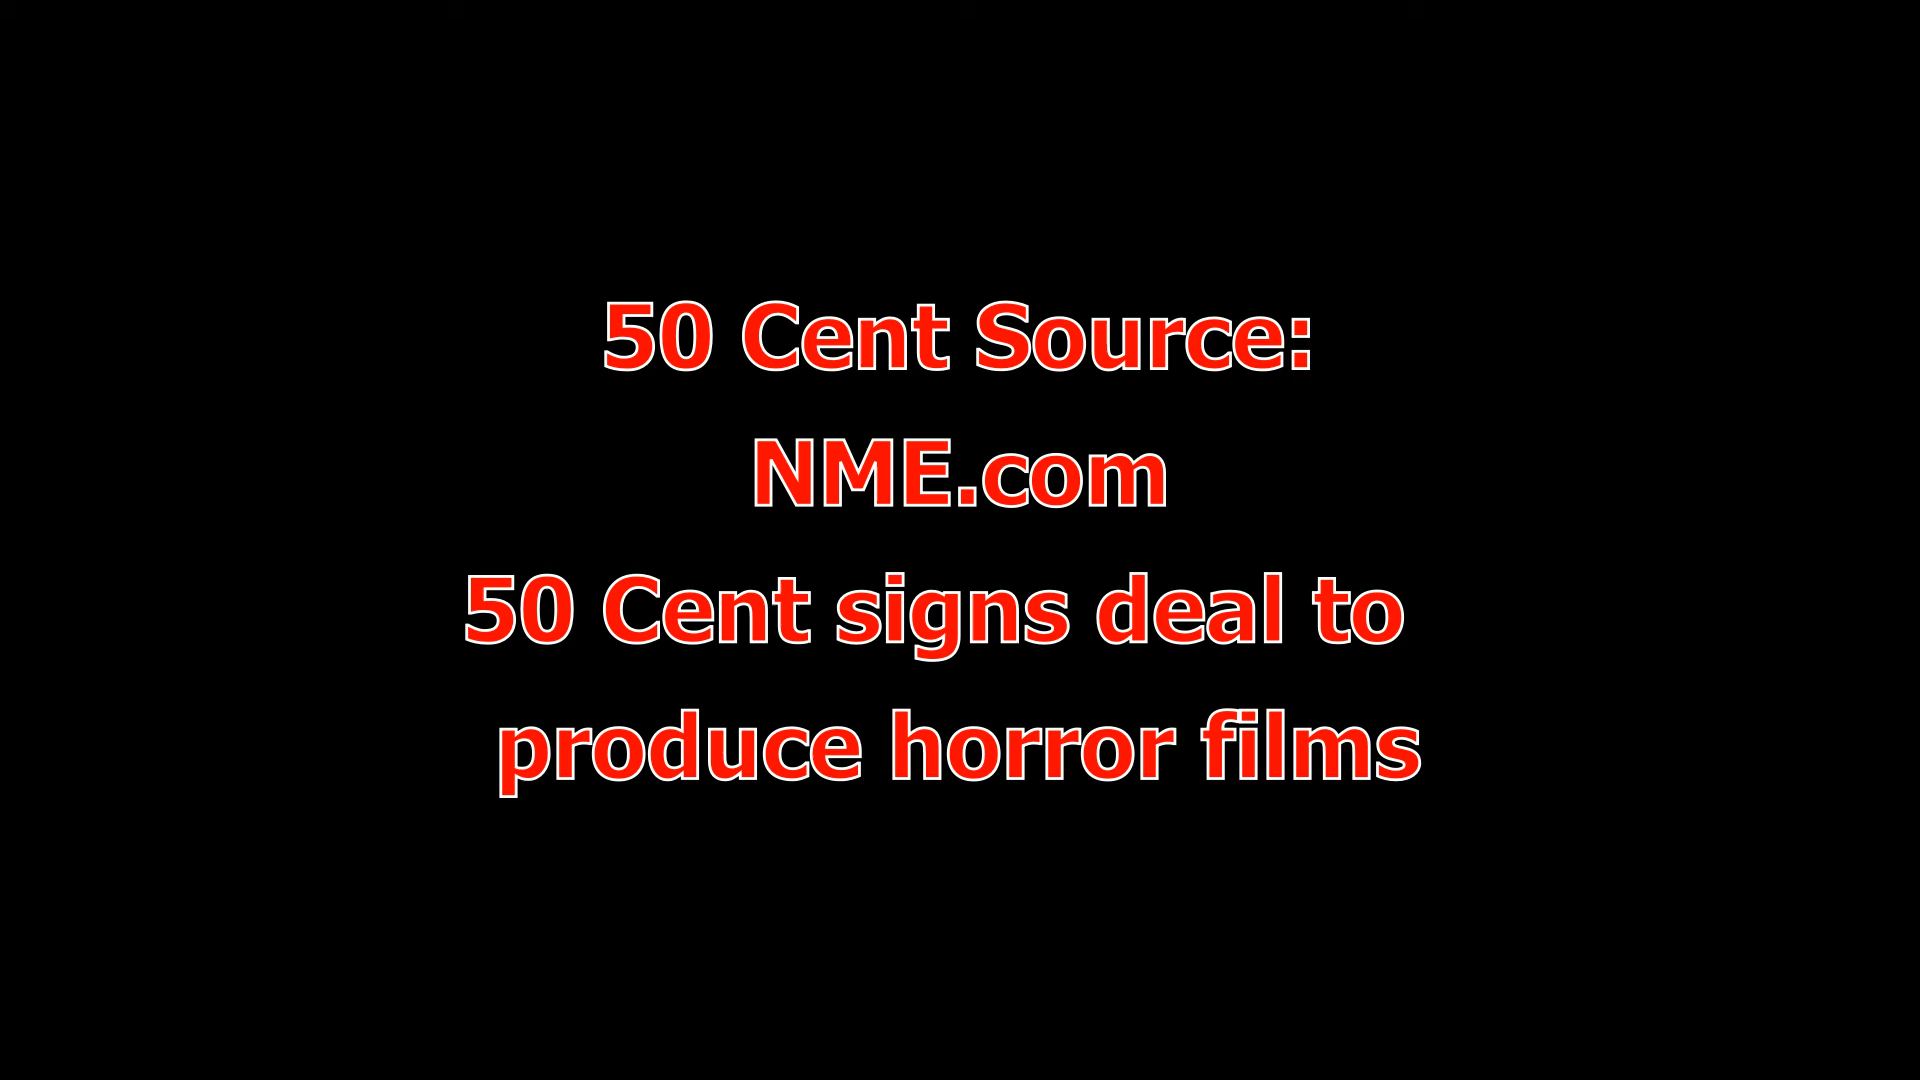 50 Cent Source:
NME.com
50 Cent signs deal to
produce horror films